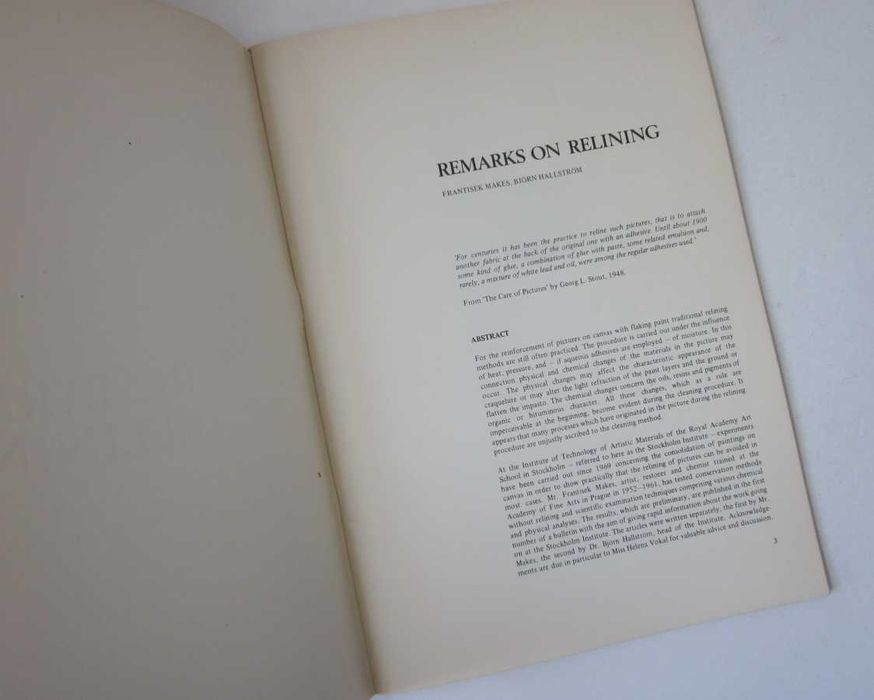 REMARKS ON RELINING
FRANTISEK MAKES, BJÖRN HALLSTRÖM
'For centuries it has been the practice to reline such pictures, that is to attach
another fabric at the back of the original one with an adhesive. Until about 1900
some kind of glue, a combination of glue with paste, some related emulsion and,
rarely, a mixture of white lead and oil, were among the regular adhesives used.'
From 'The Care of Pictures' by Georg L. Stout, 1948.
ABSTRACT
For the reinforcement of pictures on canvas with flaking paint traditional relining
methods are still often practiced. The procedure is carried out under the influence
of heat, pressure, and – if aqueous adhesives are employed – of moisture. In this
connection physical and chemical changes of the materials in the picture may
occur. The physical changes may affect the characteristic appearance of the
craquelure or may alter the light refraction of the paint layers and the ground or
flatten the impasto. The chemical changes concern the oils, resins and pigments of
organic or bituminous character. All these changes, which as a rule are
imperceivable at the beginning, become evident during the cleaning procedure. It
appears that many processes which have originated in the picture during the relining
procedure are unjustly ascribed to the cleaning method.
At the Institute of Technology of Artistic Materials of the Royal Academy Art
School in Stockholm – referred to here as the Stockholm Institute – experiments
have been carried out since 1969 concerning the consolidation of paintings on
canvas in order to show practically that the relining of pictures can be avoided in
most cases. Mr. Frantisek Makes, artist, restorer and chemist trained at the
Academy of Fine Arts in Prague in 1952–1961, has tested conservation methods
without relining and scientific examination techniques comprising various chemical
and physical analyses. The results, which are preliminary, are published in the first
number of a bulletin with the aim of giving rapid information about the work going
on at the Stockholm Institute. The articles were written separately, the first by Mr.
Makes, the second by Dr. Björn Hallström, head of the Institute. Acknowledge-
ments are due in particular to Miss Helena Vokal for valuable advice and discussion.
3